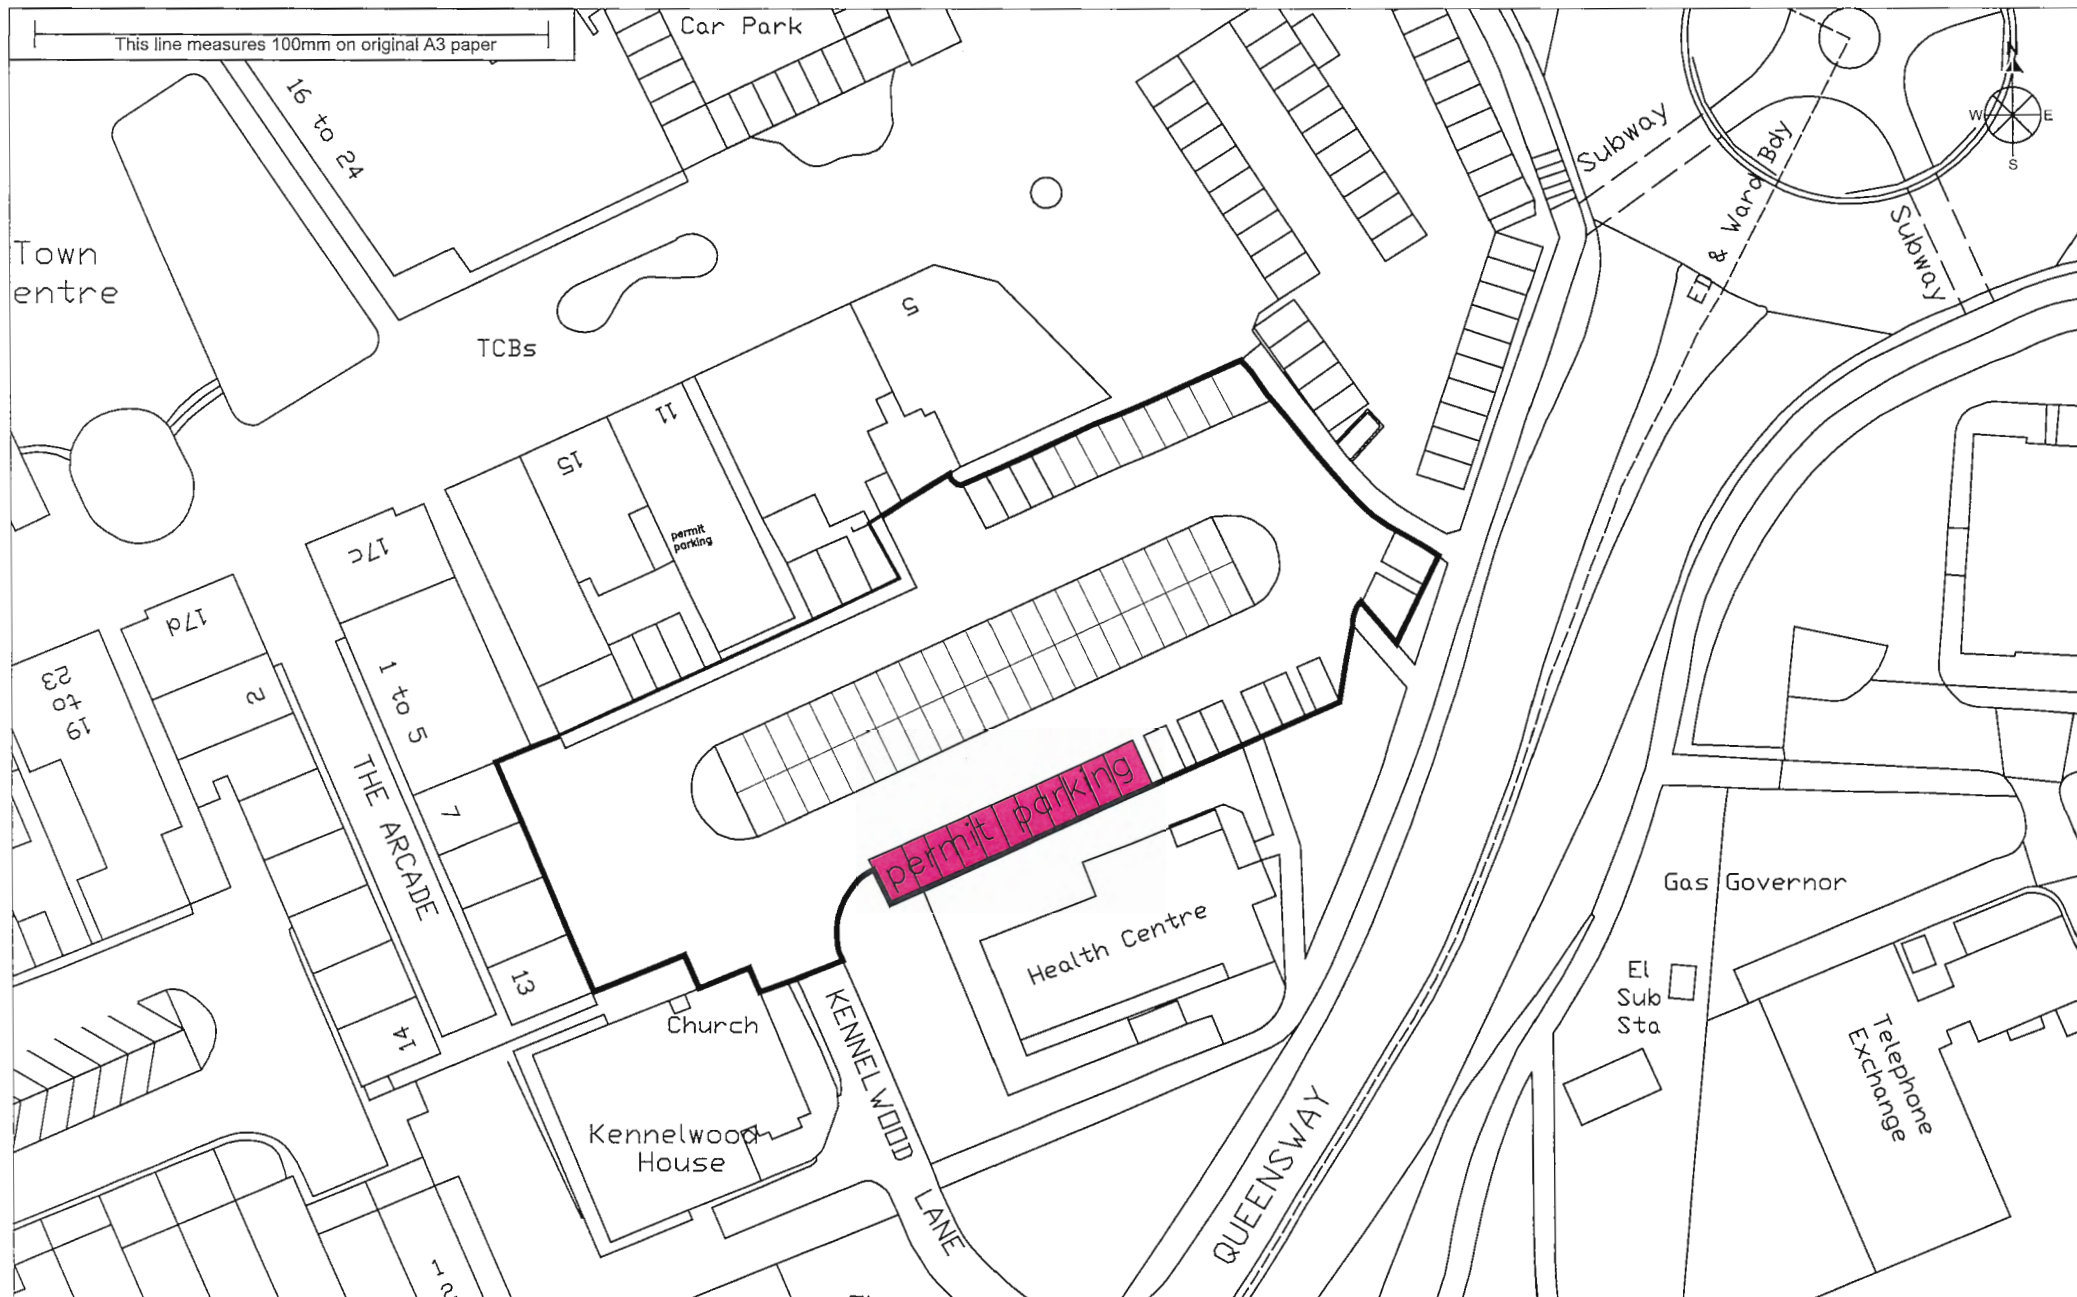 This line measures 100mm on original A3 paper
Car Park
16 to 24
Subway
N
W
E
S
ED & Ward Bdy
Subway
Town
entre
TCBs
5
11
15
permit
parking
17c
17d
2
1 to 5
19
to
23
THE ARCADE
7
permit parking
13
14
Health Centre
Gas Governor
El
Sub
Sta
Church
KENNELWOOD LANE
Telephone
Exchange
Kennelwood
House
QUEENSWAY